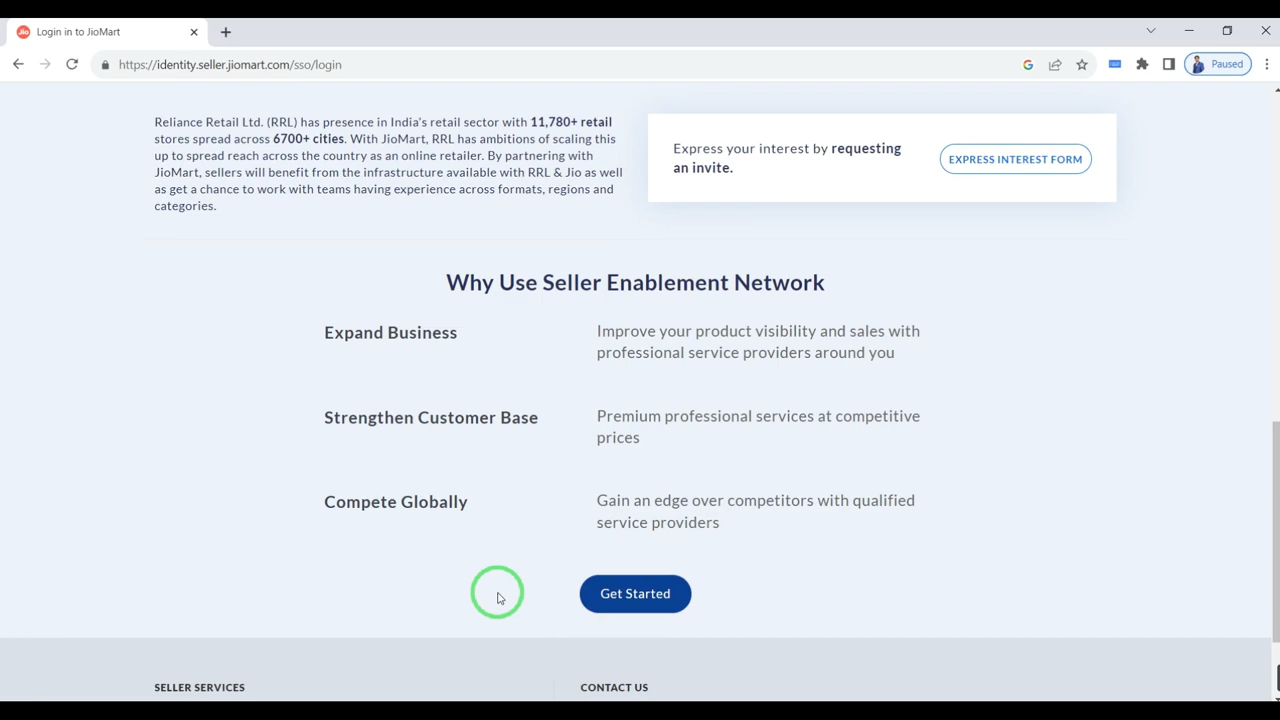 Login in to JioMart
https://identity.seller.jiomart.com/sso/login
Paused
Reliance Retail Ltd. (RRL) has presence in India's retail sector with 11,780+ retail
stores spread across 6700+ cities. With JioMart, RRL has ambitions of scaling this
up to spread reach across the country as an online retailer. By partnering with
JioMart, sellers will benefit from the infrastructure available with RRL & Jio as well
as get a chance to work with teams having experience across formats, regions and
categories.
Express your interest by requesting
an invite.
EXPRESS INTEREST FORM
Why Use Seller Enablement Network
Expand Business
Improve your product visibility and sales with
professional service providers around you
Strengthen Customer Base
Premium professional services at competitive
prices
Compete Globally
Gain an edge over competitors with qualified
service providers
Get Started
SELLER SERVICES
CONTACT US